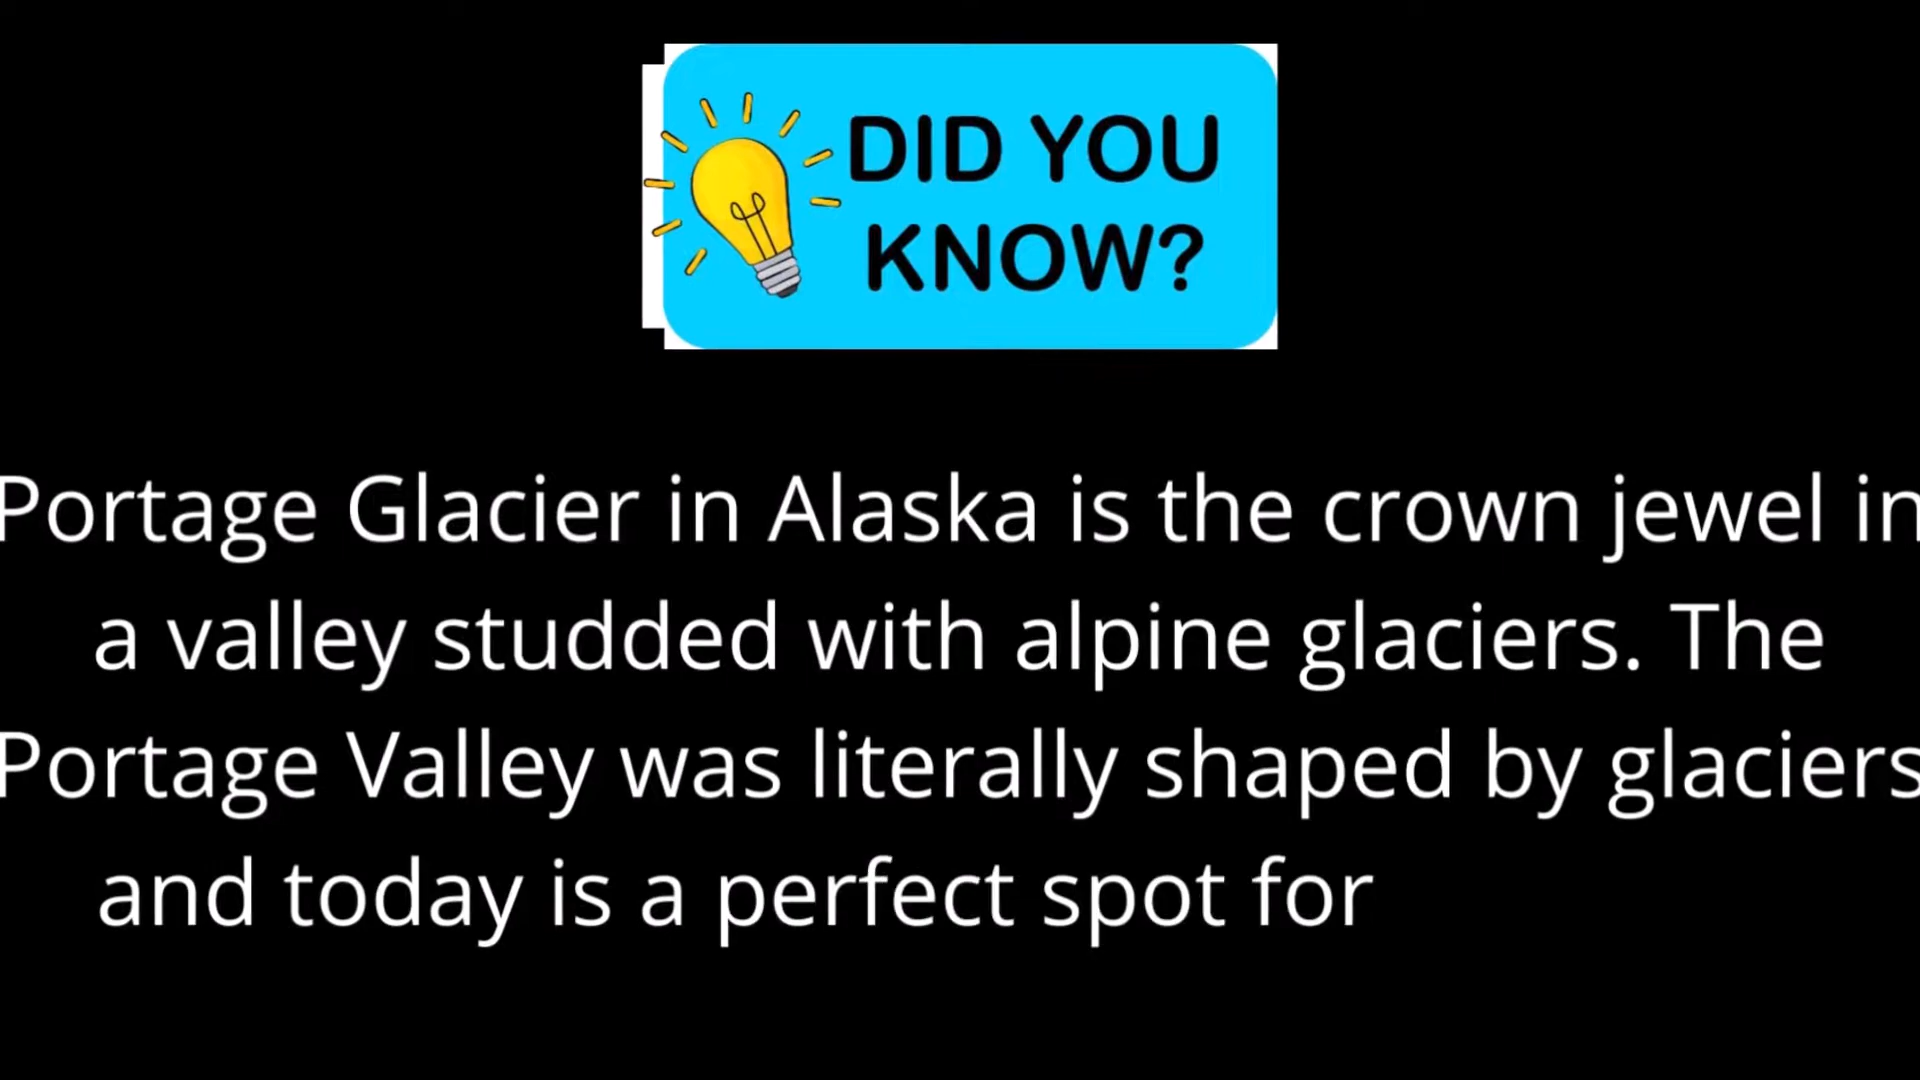 DID YOU
KNOW?
Portage Glacier in Alaska is the crown jewel in
a valley studded with alpine glaciers. The
Portage Valley was literally shaped by glaciers
and today is a perfect spot for